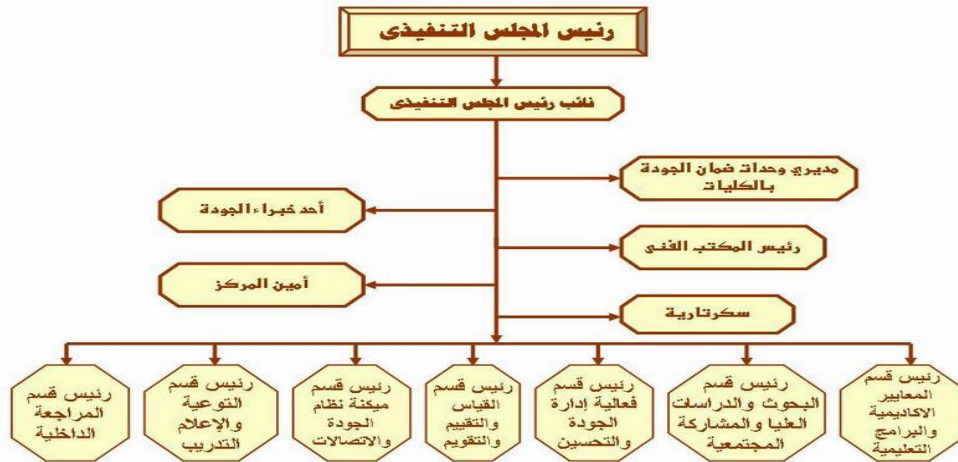 رئيس المجلس التنفيذى
نائب رئيس المجلس التنفيذى
مديري وحدات ضمان الجودة
بالكليات
أحد خبراء الجودة
رئيس المكتب الفنى
أمين المركز
سكرتارية
رئيس قسم
المعايير
الاكاديمية
والبرامج
التعليمية
رئيس قسم
البحوث والدراسات
العليا والمشاركة
المجتمعية
رئيس قسم
فعالية إدارة
الجودة
والتحسين
رئيس قسم
القياس
والتقييم
والتقويم
رئيس قسم
ميكنة نظام
الجودة
والاتصالات
رئيس قسم
التوعية
والإعلام
التدريب
رئيس قسم
المراجعة
الداخلية